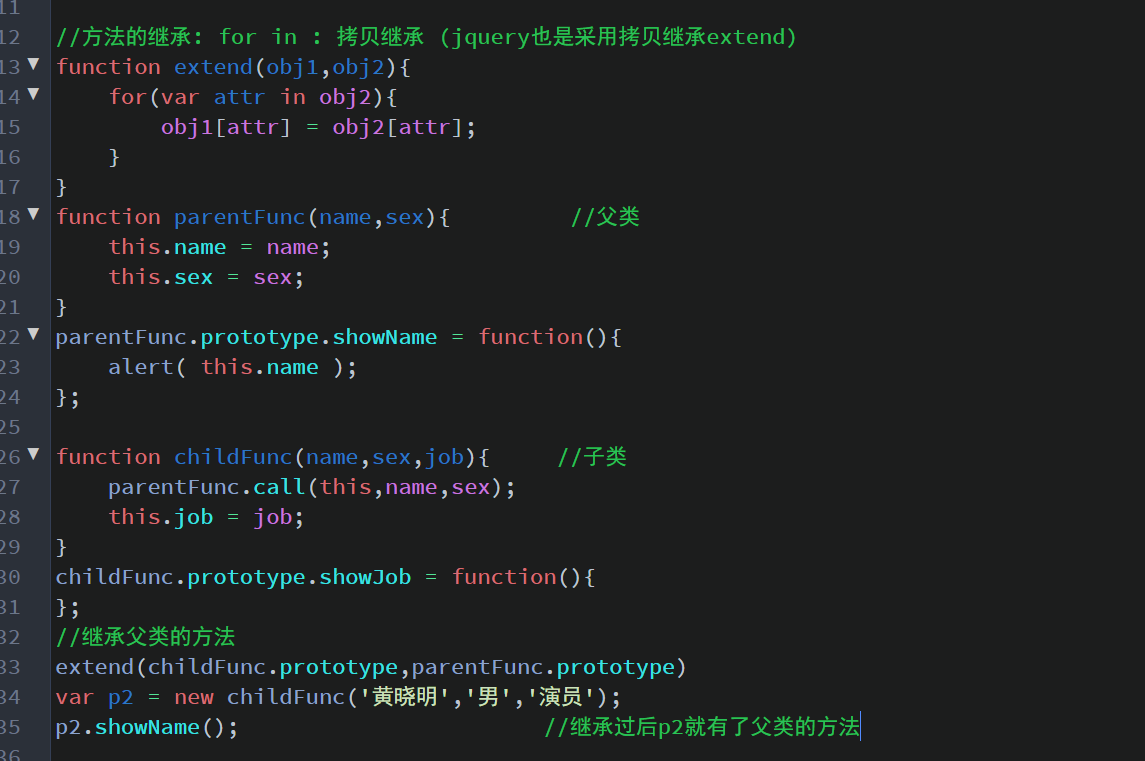 11
12 //方法的继承: for in : 拷贝继承 (jquery也是采用拷贝继承extend)
13 function extend(obj1,obj2){
14     for(var attr in obj2){
15         obj1[attr] = obj2[attr];
16     }
17 }
18 function parentFunc(name,sex){         //父类
19     this.name = name;
20     this.sex = sex;
21 }
22 parentFunc.prototype.showName = function(){
23     alert( this.name );
24 };
25
26 function childFunc(name,sex,job){     //子类
27     parentFunc.call(this,name,sex);
28     this.job = job;
29 }
30 childFunc.prototype.showJob = function(){
31 };
32 //继承父类的方法
33 extend(childFunc.prototype,parentFunc.prototype)
34 var p2 = new childFunc('黄晓明','男','演员');
35 p2.showName();                       //继承过后p2就有了父类的方法
36